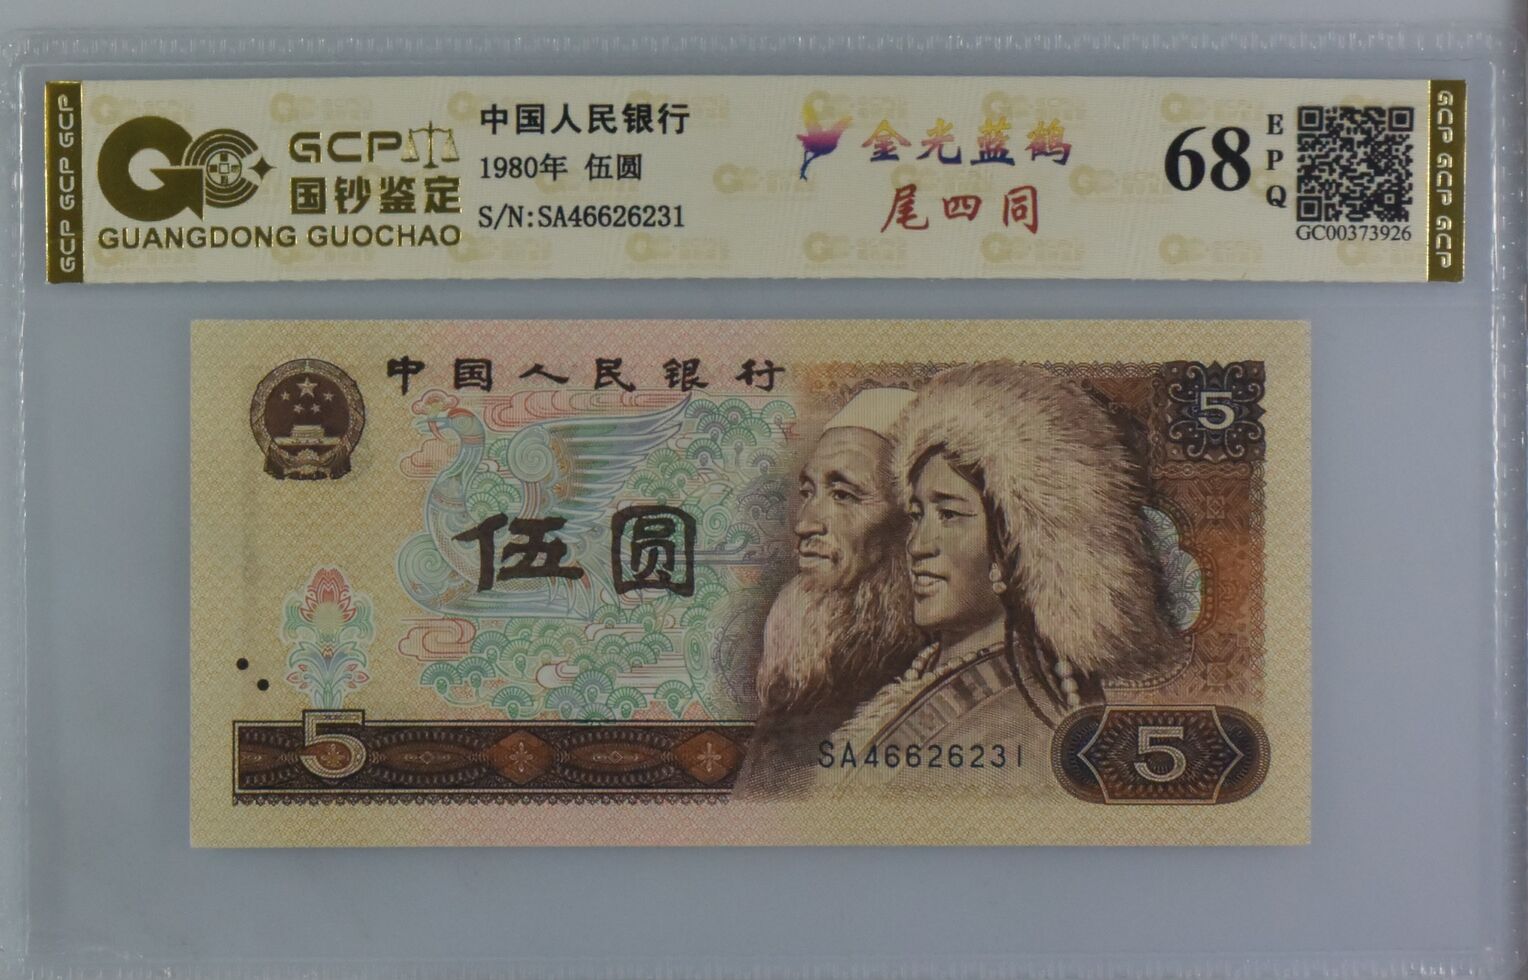 GCP GCP GCP
GCP
国钞鉴定
GUANGDONG GUOCHAO
中国人民银行
1980年 伍圆
S/N:SA46626231
金光蓝鹤
尾四同
68
EPQ
GC00373926
GCP GCP GCP
中国人民银行
5
伍圆
5
SA46626231
5